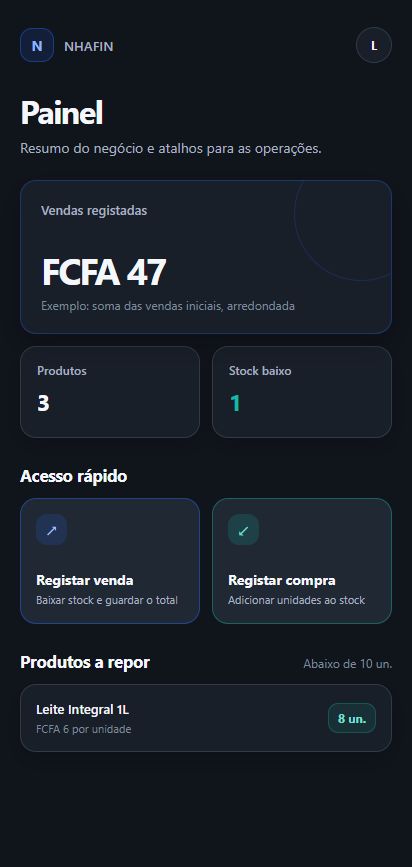 N NHAFIN L
Painel
Resumo do negócio e atalhos para as operações.
Vendas registadas
FCFA 47
Exemplo: soma das vendas iniciais, arredondada
Produtos
3
Stock baixo
1
Acesso rápido
↗
Registar venda
Baixar stock e guardar o total
↙
Registar compra
Adicionar unidades ao stock
Produtos a repor Abaixo de 10 un.
Leite Integral 1L
FCFA 6 por unidade
8 un.